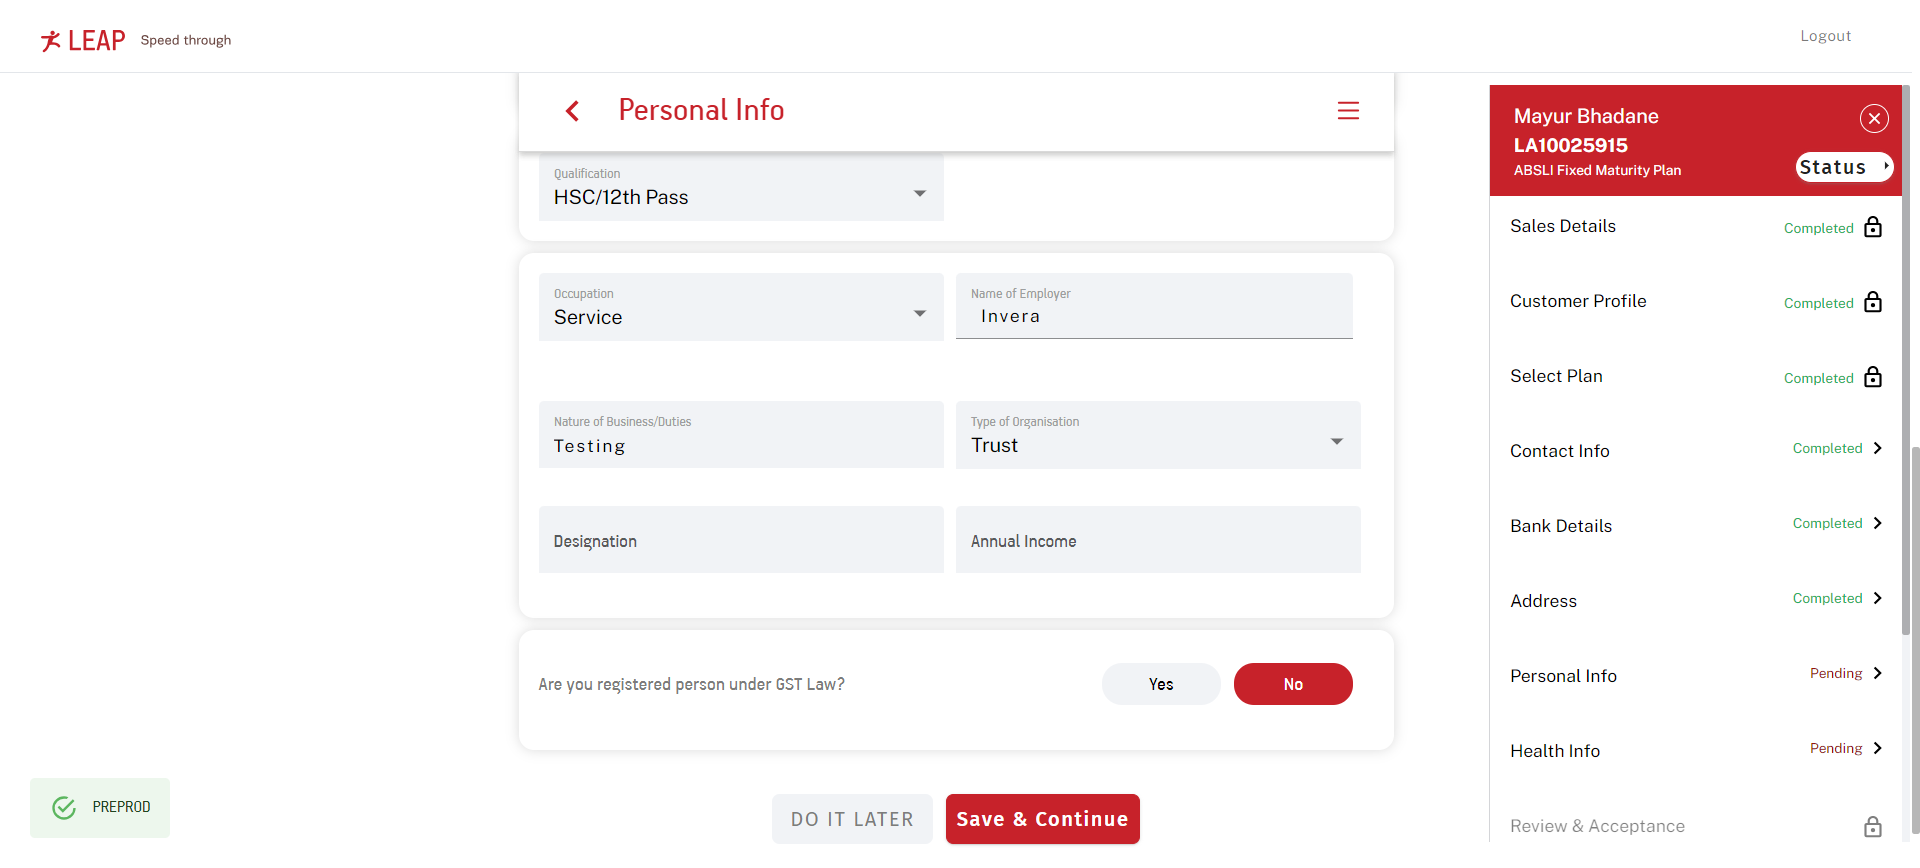 LEAP Speed through
Logout
Personal Info
Qualification
HSC/12th Pass
Occupation
Service
Name of Employer
Invera
Nature of Business/Duties
Testing
Type of Organisation
Trust
Designation
Annual Income
Are you registered person under GST Law?
Yes
No
DO IT LATER
Save & Continue
PREPROD
Mayur Bhadane
LA10025915
ABSLI Fixed Maturity Plan
Status
Sales Details Completed
Customer Profile Completed
Select Plan Completed
Contact Info Completed
Bank Details Completed
Address Completed
Personal Info Pending
Health Info Pending
Review & Acceptance